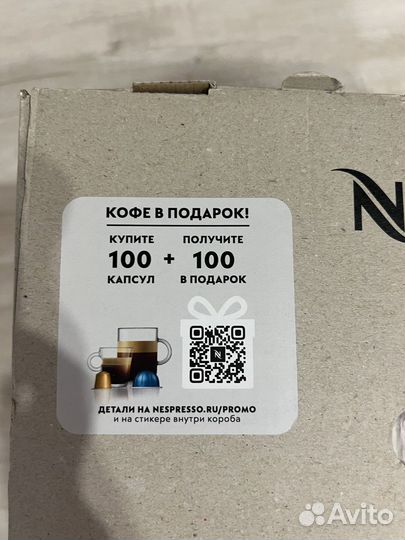 КОФЕ В ПОДАРОК!
КУПИТЕ ПОЛУЧИТЕ
100 + 100
КАПСУЛ В ПОДАРОК
ДЕТАЛИ НА NESPRESSO.RU/PROMO
и на стикере внутри короба
N
Avito